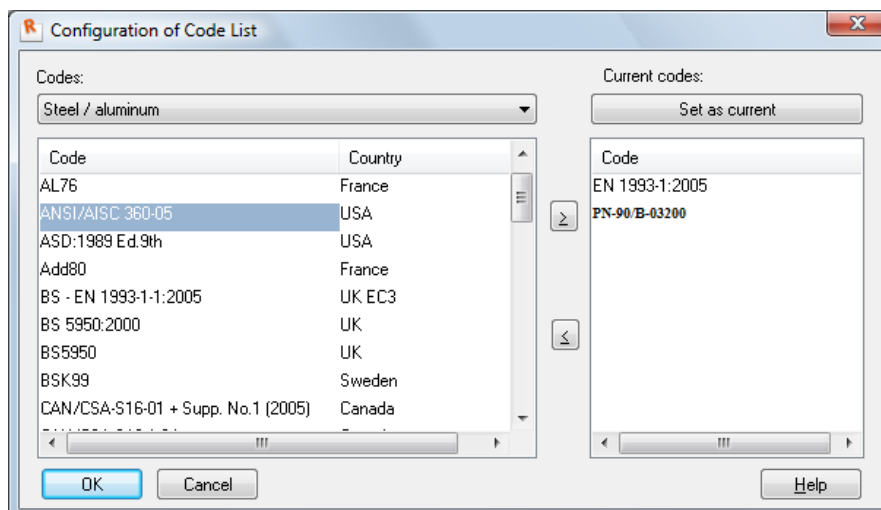 Configuration of Code List
Codes:
Steel / aluminum
Code Country
AL76 France
ANSI/AISC 360-05 USA
ASD:1989 Ed.9th USA
Add80 France
BS - EN 1993-1-1:2005 UK EC3
BS 5950:2000 UK
BS5950 UK
BSK99 Sweden
CAN/CSA-S16-01 + Supp. No.1 (2005) Canada
>
<
Current codes:
Set as current
Code
EN 1993-1:2005
PN-90/B-03200
OK Cancel Help